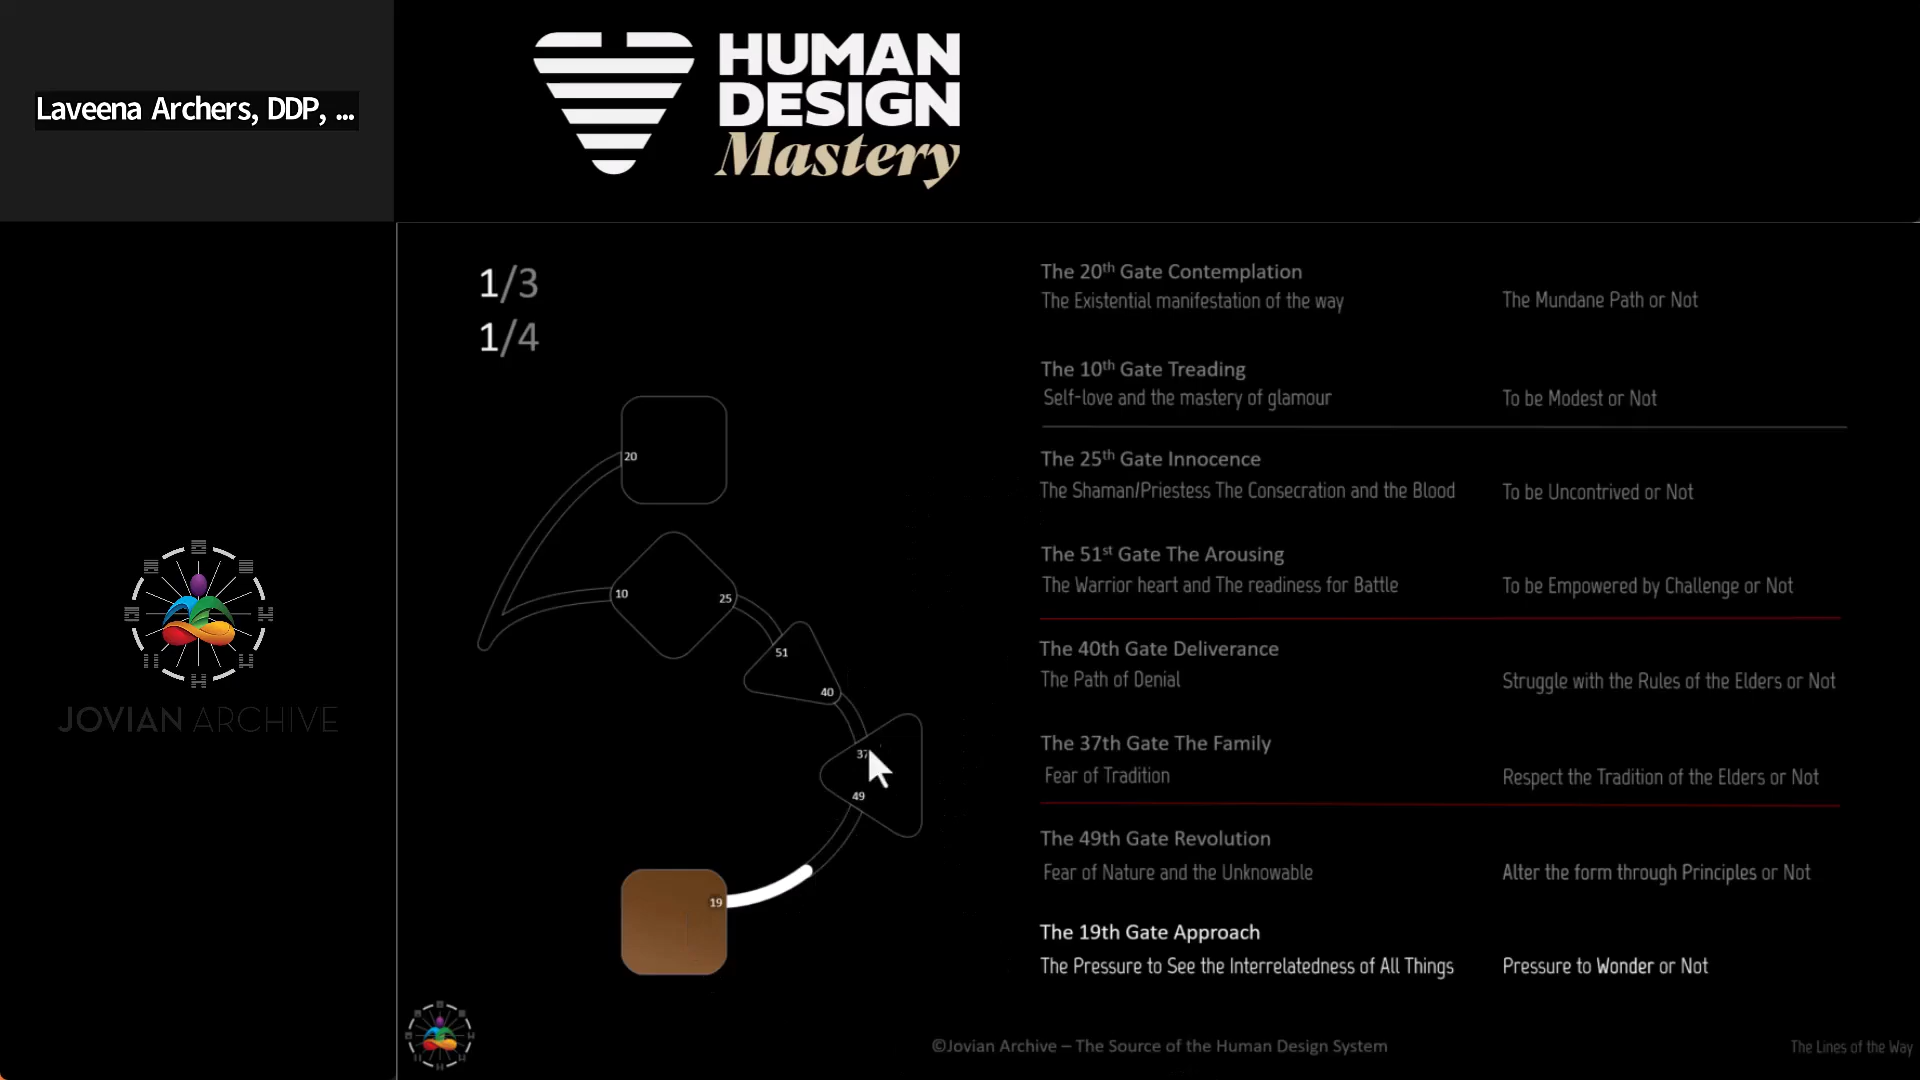 Laveena Archers, DDP, ...
HUMAN
DESIGN
Mastery
1/3
1/4
The 20th Gate Contemplation
The Existential manifestation of the way
The Mundane Path or Not
The 10th Gate Treading
Self-love and the mastery of glamour
To be Modest or Not
The 25th Gate Innocence
The Shaman/Priestess The Consecration and the Blood
To be Uncontrived or Not
The 51st Gate The Arousing
The Warrior heart and The readiness for Battle
To be Empowered by Challenge or Not
The 40th Gate Deliverance
The Path of Denial
Struggle with the Rules of the Elders or Not
The 37th Gate The Family
Fear of Tradition
Respect the Tradition of the Elders or Not
The 49th Gate Revolution
Fear of Nature and the Unknowable
Alter the form through Principles or Not
The 19th Gate Approach
The Pressure to See the Interrelatedness of All Things
Pressure to Wonder or Not
20
10
25
51
40
37
49
19
JOVIAN ARCHIVE
©Jovian Archive – The Source of the Human Design System
The Lines of the Way